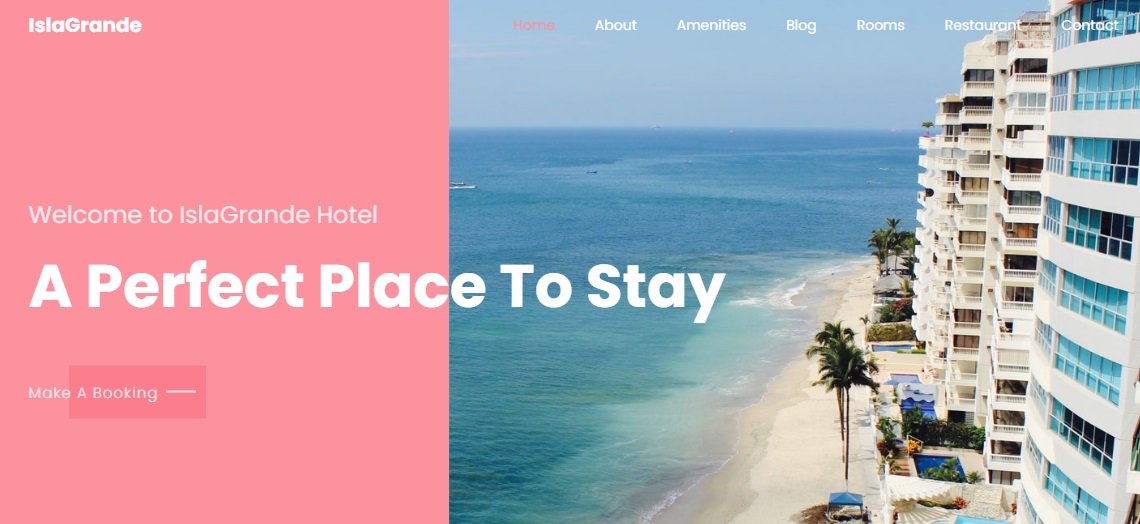 IslaGrande
Home About Amenities Blog Rooms Restaurant Contact
Welcome to IslaGrande Hotel
A Perfect Place To Stay
Make A Booking